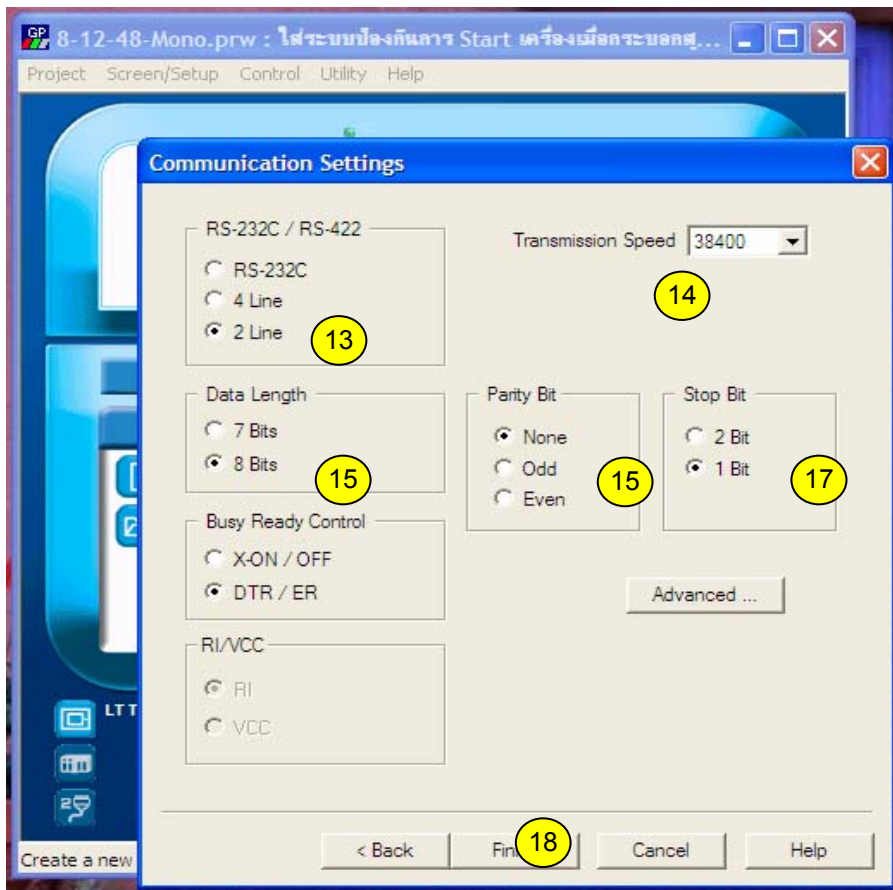 8-12-48-Mono.prw : ใส่ระบบป้องกันการ Start เครื่องเมื่อกระบอกสุ...
Project Screen/Setup Control Utility Help
Communication Settings
RS-232C / RS-422
RS-232C
4 Line
2 Line
13
Transmission Speed 38400
14
Data Length
7 Bits
8 Bits
15
Parity Bit
None
Odd
Even
15
Stop Bit
2 Bit
1 Bit
17
Busy Ready Control
X-ON / OFF
DTR / ER
Advanced ...
RI/VCC
RI
VCC
LT T
< Back
18
Cancel
Help
Create a new